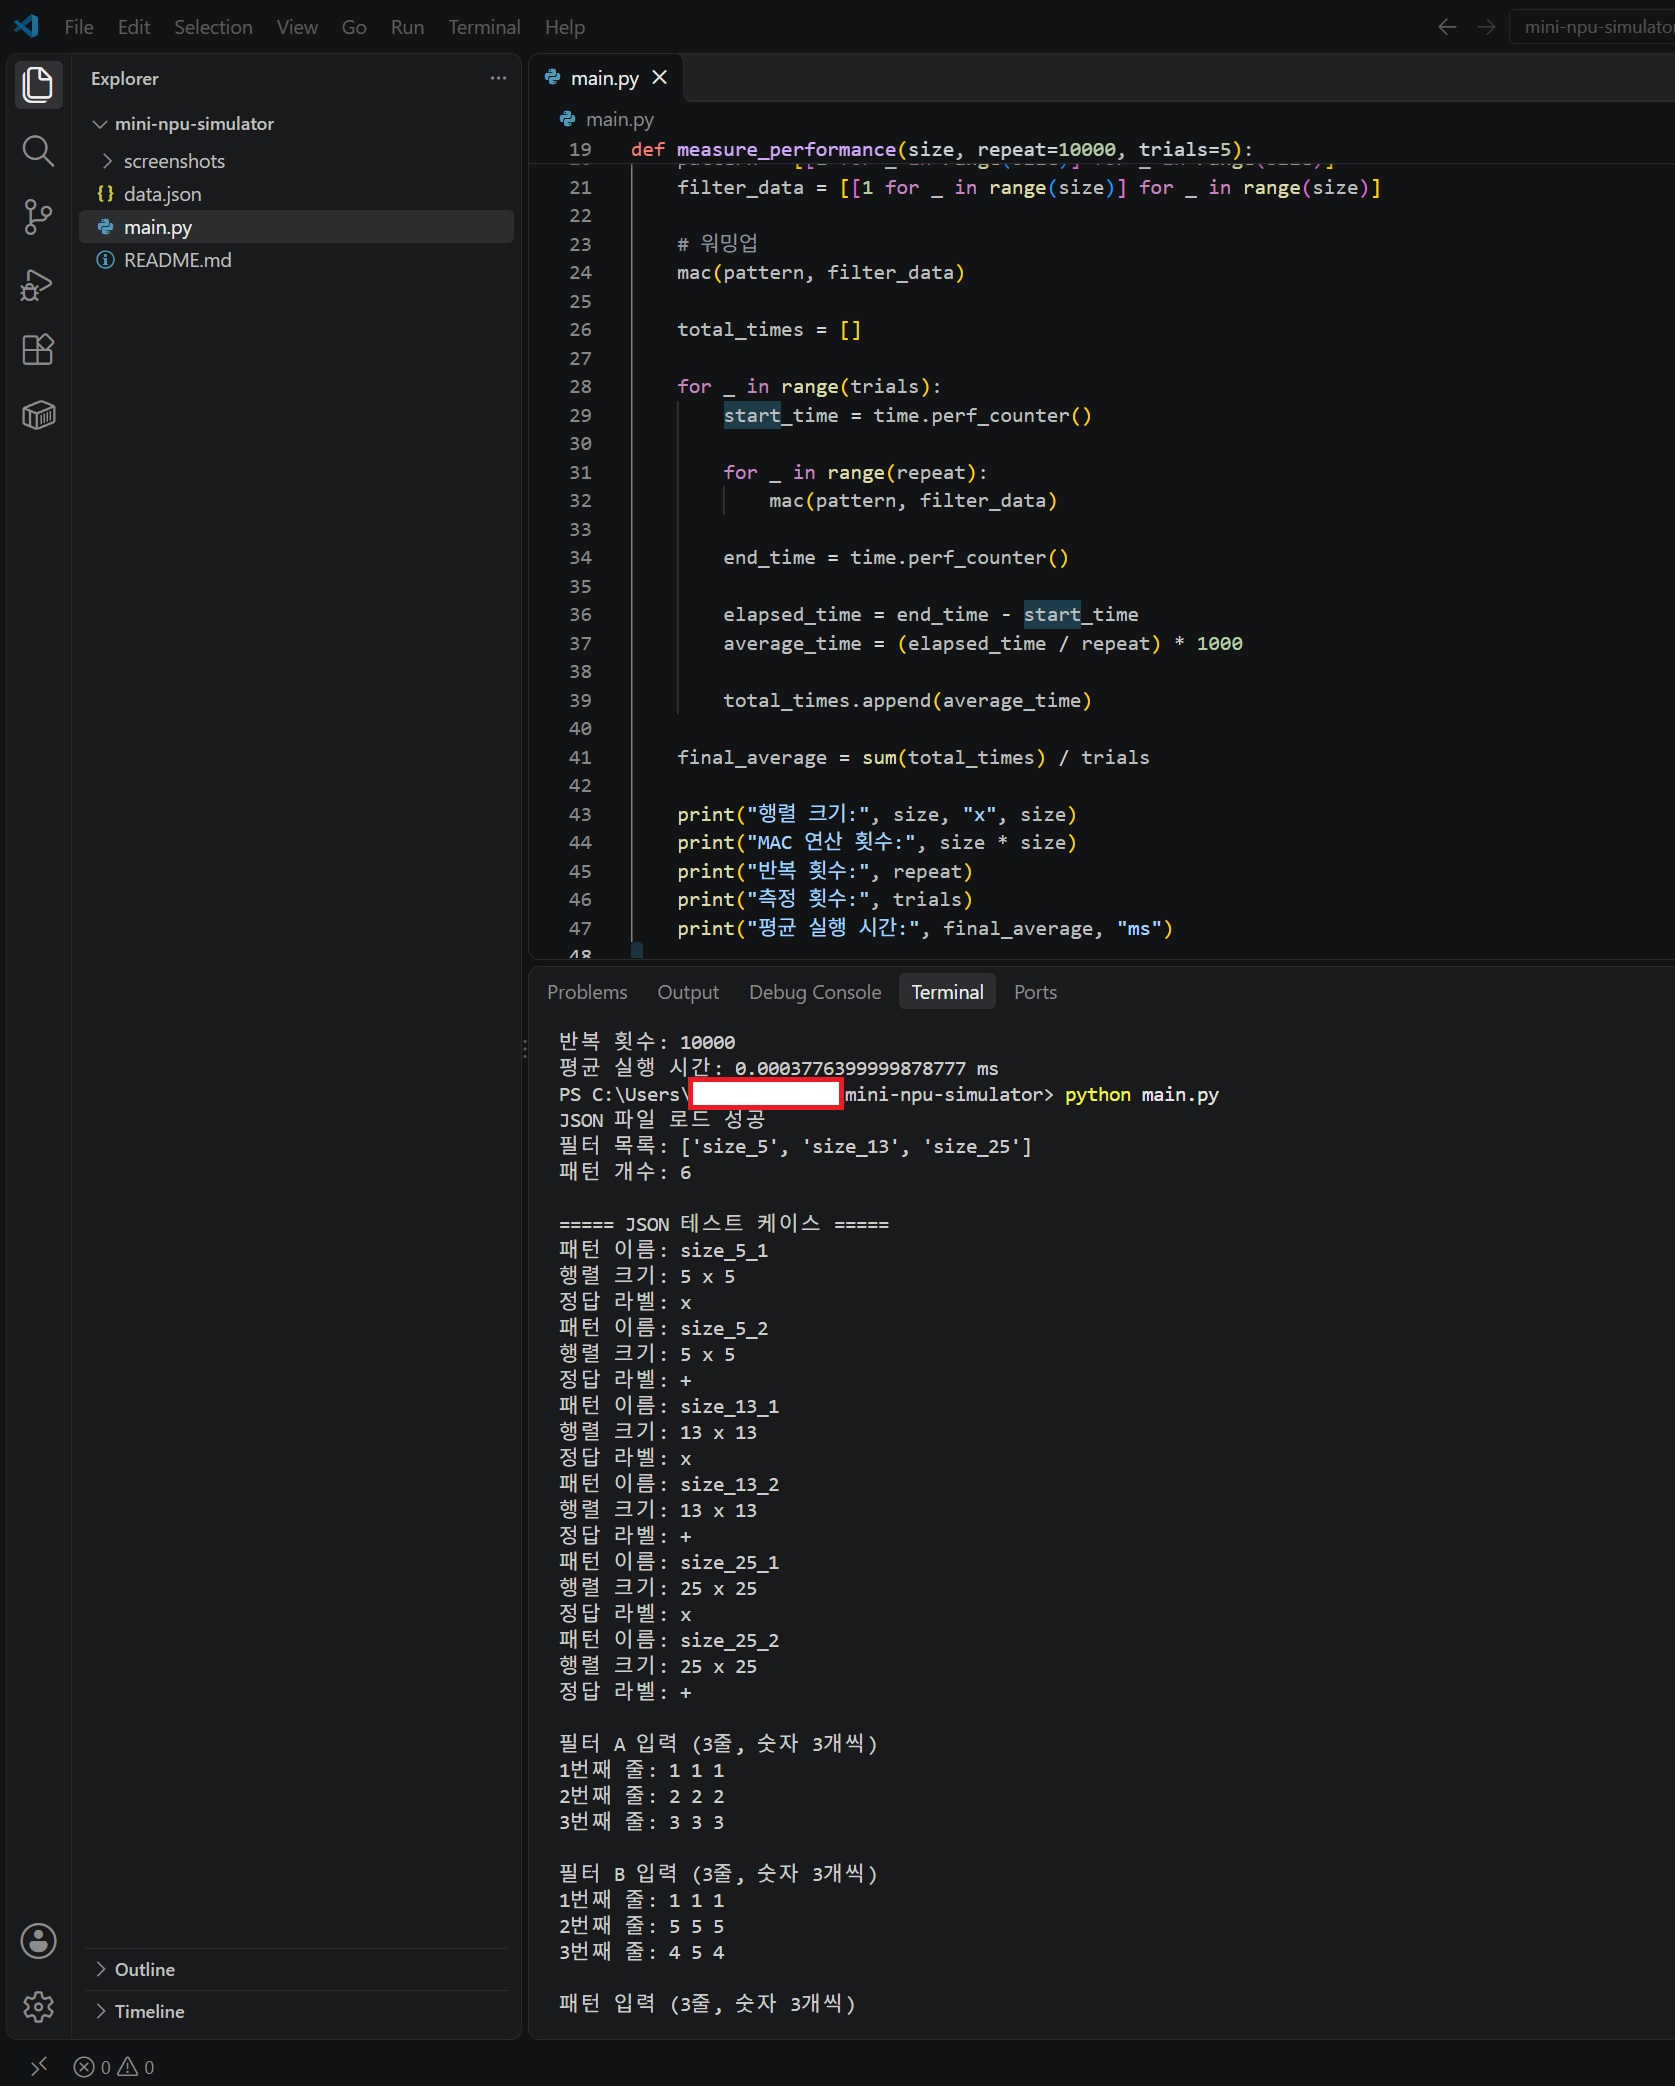 File Edit Selection View Go Run Terminal Help
mini-npu-simulator
Explorer
mini-npu-simulator
screenshots
data.json
main.py
README.md
Outline
Timeline
main.py
main.py
19 def measure_performance(size, repeat=10000, trials=5):
21 filter_data = [[1 for _ in range(size)] for _ in range(size)]
22
23 # 워밍업
24 mac(pattern, filter_data)
25
26 total_times = []
27
28 for _ in range(trials):
29 start_time = time.perf_counter()
30
31 for _ in range(repeat):
32 mac(pattern, filter_data)
33
34 end_time = time.perf_counter()
35
36 elapsed_time = end_time - start_time
37 average_time = (elapsed_time / repeat) * 1000
38
39 total_times.append(average_time)
40
41 final_average = sum(total_times) / trials
42
43 print("행렬 크기:", size, "x", size)
44 print("MAC 연산 횟수:", size * size)
45 print("반복 횟수:", repeat)
46 print("측정 횟수:", trials)
47 print("평균 실행 시간:", final_average, "ms")
48
Problems Output Debug Console Terminal Ports
반복 횟수: 10000
평균 실행 시간: 0.0003776399999878777 ms
PS C:\Users\ mini-npu-simulator> python main.py
JSON 파일 로드 성공
필터 목록: ['size_5', 'size_13', 'size_25']
패턴 개수: 6
===== JSON 테스트 케이스 =====
패턴 이름: size_5_1
행렬 크기: 5 x 5
정답 라벨: x
패턴 이름: size_5_2
행렬 크기: 5 x 5
정답 라벨: +
패턴 이름: size_13_1
행렬 크기: 13 x 13
정답 라벨: x
패턴 이름: size_13_2
행렬 크기: 13 x 13
정답 라벨: +
패턴 이름: size_25_1
행렬 크기: 25 x 25
정답 라벨: x
패턴 이름: size_25_2
행렬 크기: 25 x 25
정답 라벨: +
필터 A 입력 (3줄, 숫자 3개씩)
1번째 줄: 1 1 1
2번째 줄: 2 2 2
3번째 줄: 3 3 3
필터 B 입력 (3줄, 숫자 3개씩)
1번째 줄: 1 1 1
2번째 줄: 5 5 5
3번째 줄: 4 5 4
패턴 입력 (3줄, 숫자 3개씩)
0 0